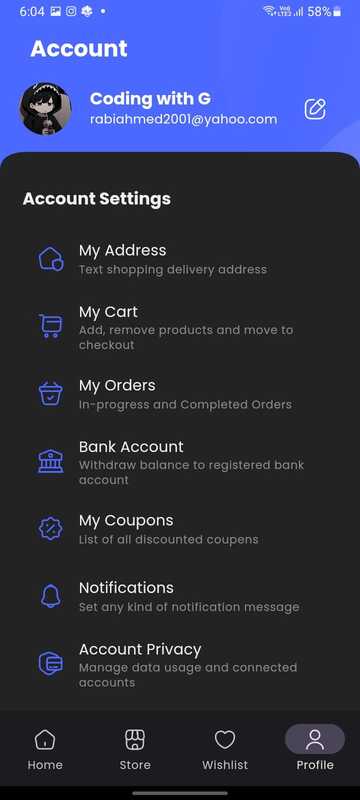 6:04
Vo)) LTE2 58%
Account
Coding with G
rabiahmed2001@yahoo.com
Account Settings
My Address
Text shopping delivery address
My Cart
Add, remove products and move to
checkout
My Orders
In-progress and Completed Orders
Bank Account
Withdraw balance to registered bank
account
My Coupons
List of all discounted coupens
Notifications
Set any kind of notification message
Account Privacy
Manage data usage and connected
accounts
Home
Store
Wishlist
Profile